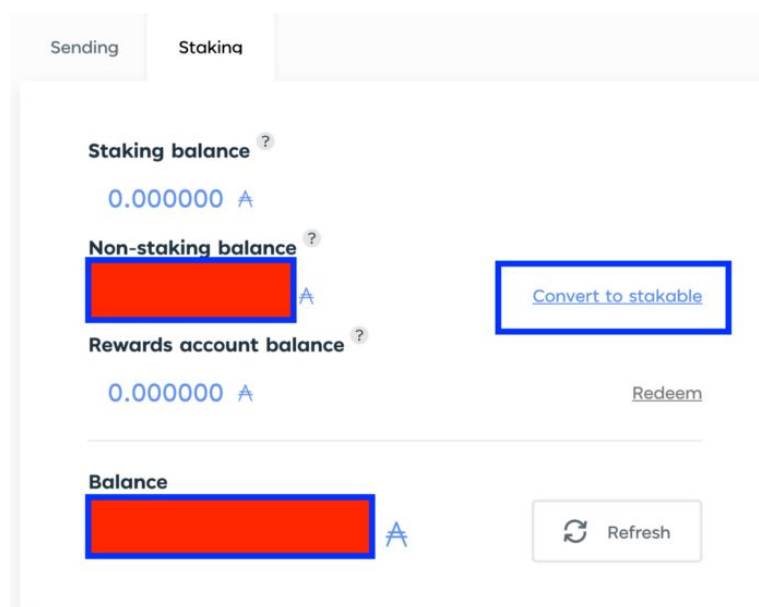 Sending Staking
Staking balance ?
0.000000 ₳
Non-staking balance ?
₳ Convert to stakable
Rewards account balance ?
0.000000 ₳ Redeem
Balance
₳ Refresh